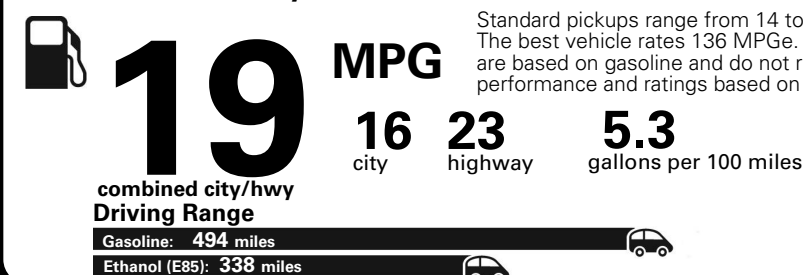 Standard pickups range from 14 to
The best vehicle rates 136 MPGe.
are based on gasoline and do not r
performance and ratings based on
19 MPG
16 23 5.3
city highway gallons per 100 miles
combined city/hwy
Driving Range
Gasoline: 494 miles
Ethanol (E85): 338 miles